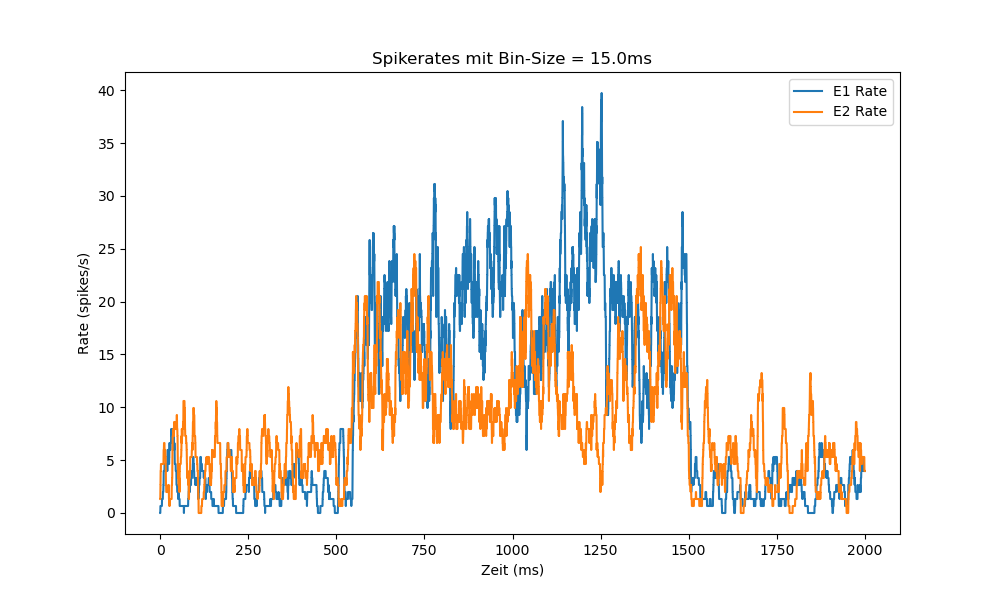 Spikerates mit Bin-Size = 15.0ms
E1 Rate
E2 Rate
40
35
30
25
20
15
10
5
0
Rate (spikes/s)
0 250 500 750 1000 1250 1500 1750 2000
Zeit (ms)